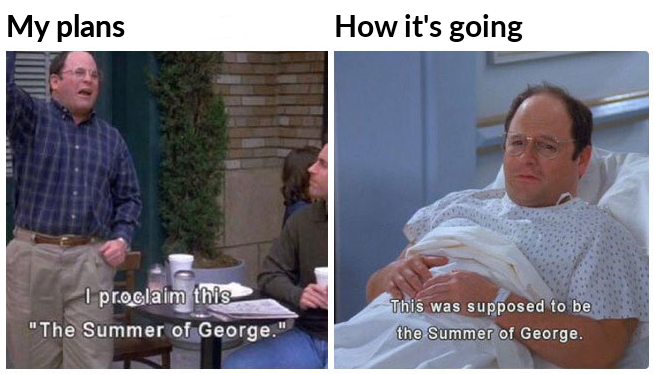 My plans
How it's going
I proclaim this
"The Summer of George."
This was supposed to be
the Summer of George.